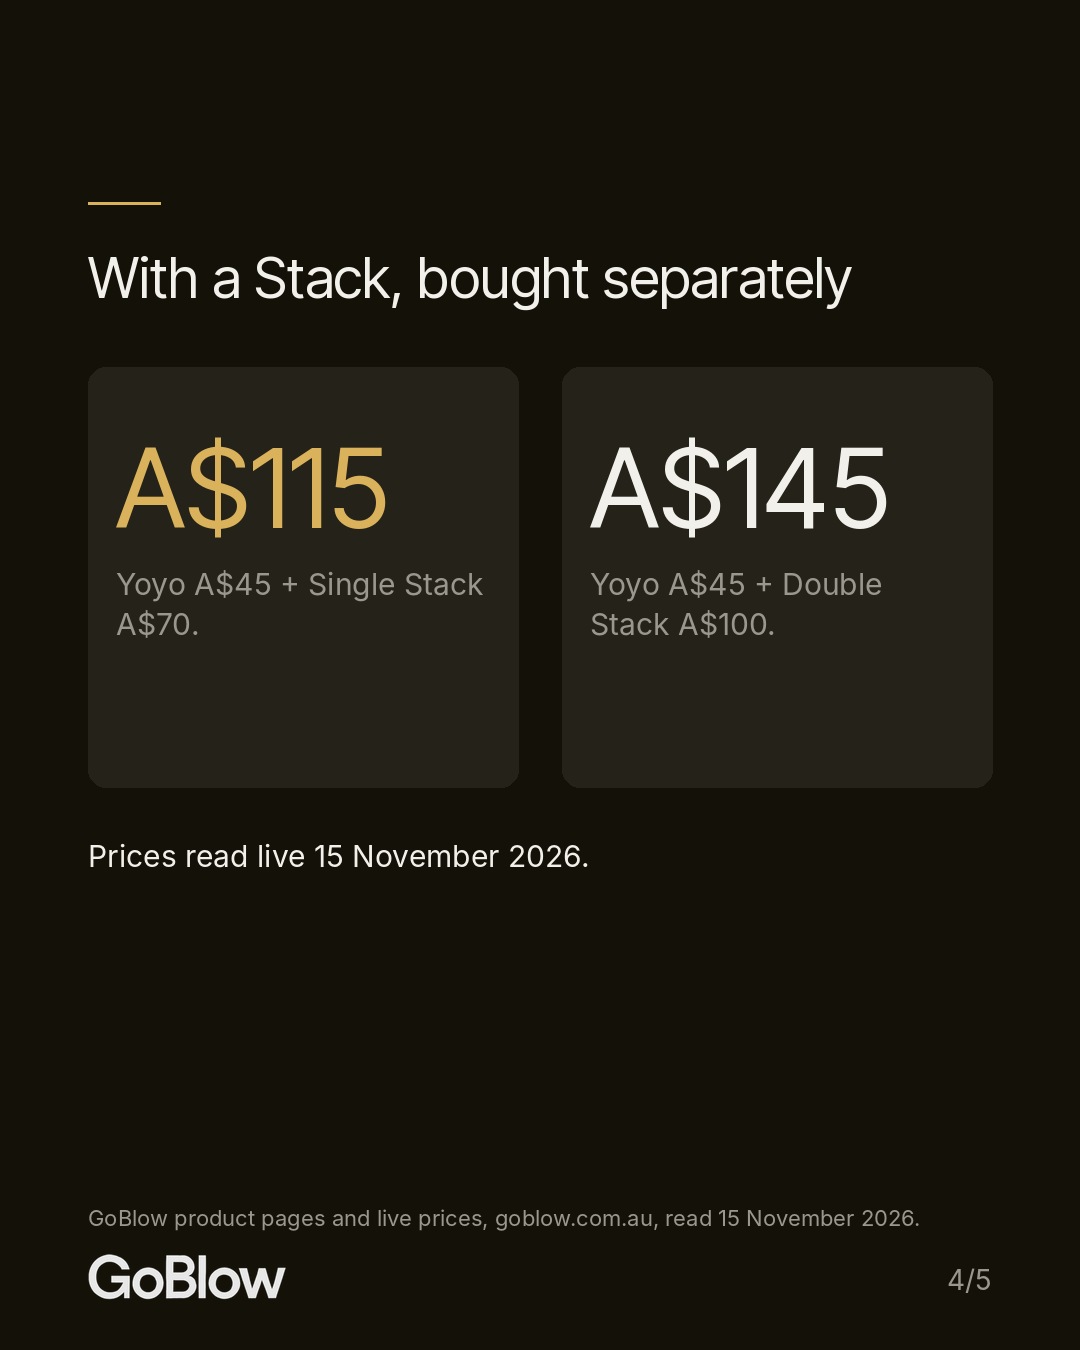 With a Stack, bought separately
A$115
Yoyo A$45 + Single Stack
A$70.
A$145
Yoyo A$45 + Double
Stack A$100.
Prices read live 15 November 2026.
GoBlow product pages and live prices, goblow.com.au, read 15 November 2026.
GoBlow
4/5